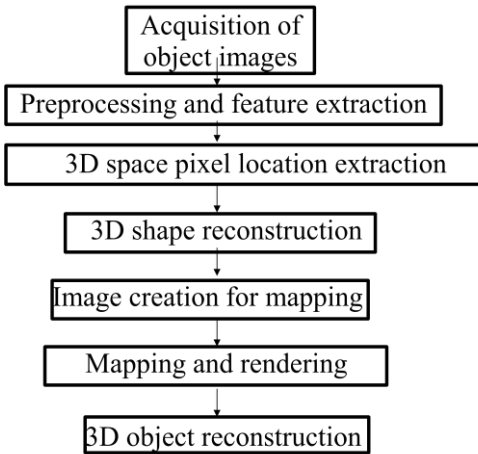 Acquisition of
object images
Preprocessing and feature extraction
3D space pixel location extraction
3D shape reconstruction
Image creation for mapping
Mapping and rendering
3D object reconstruction